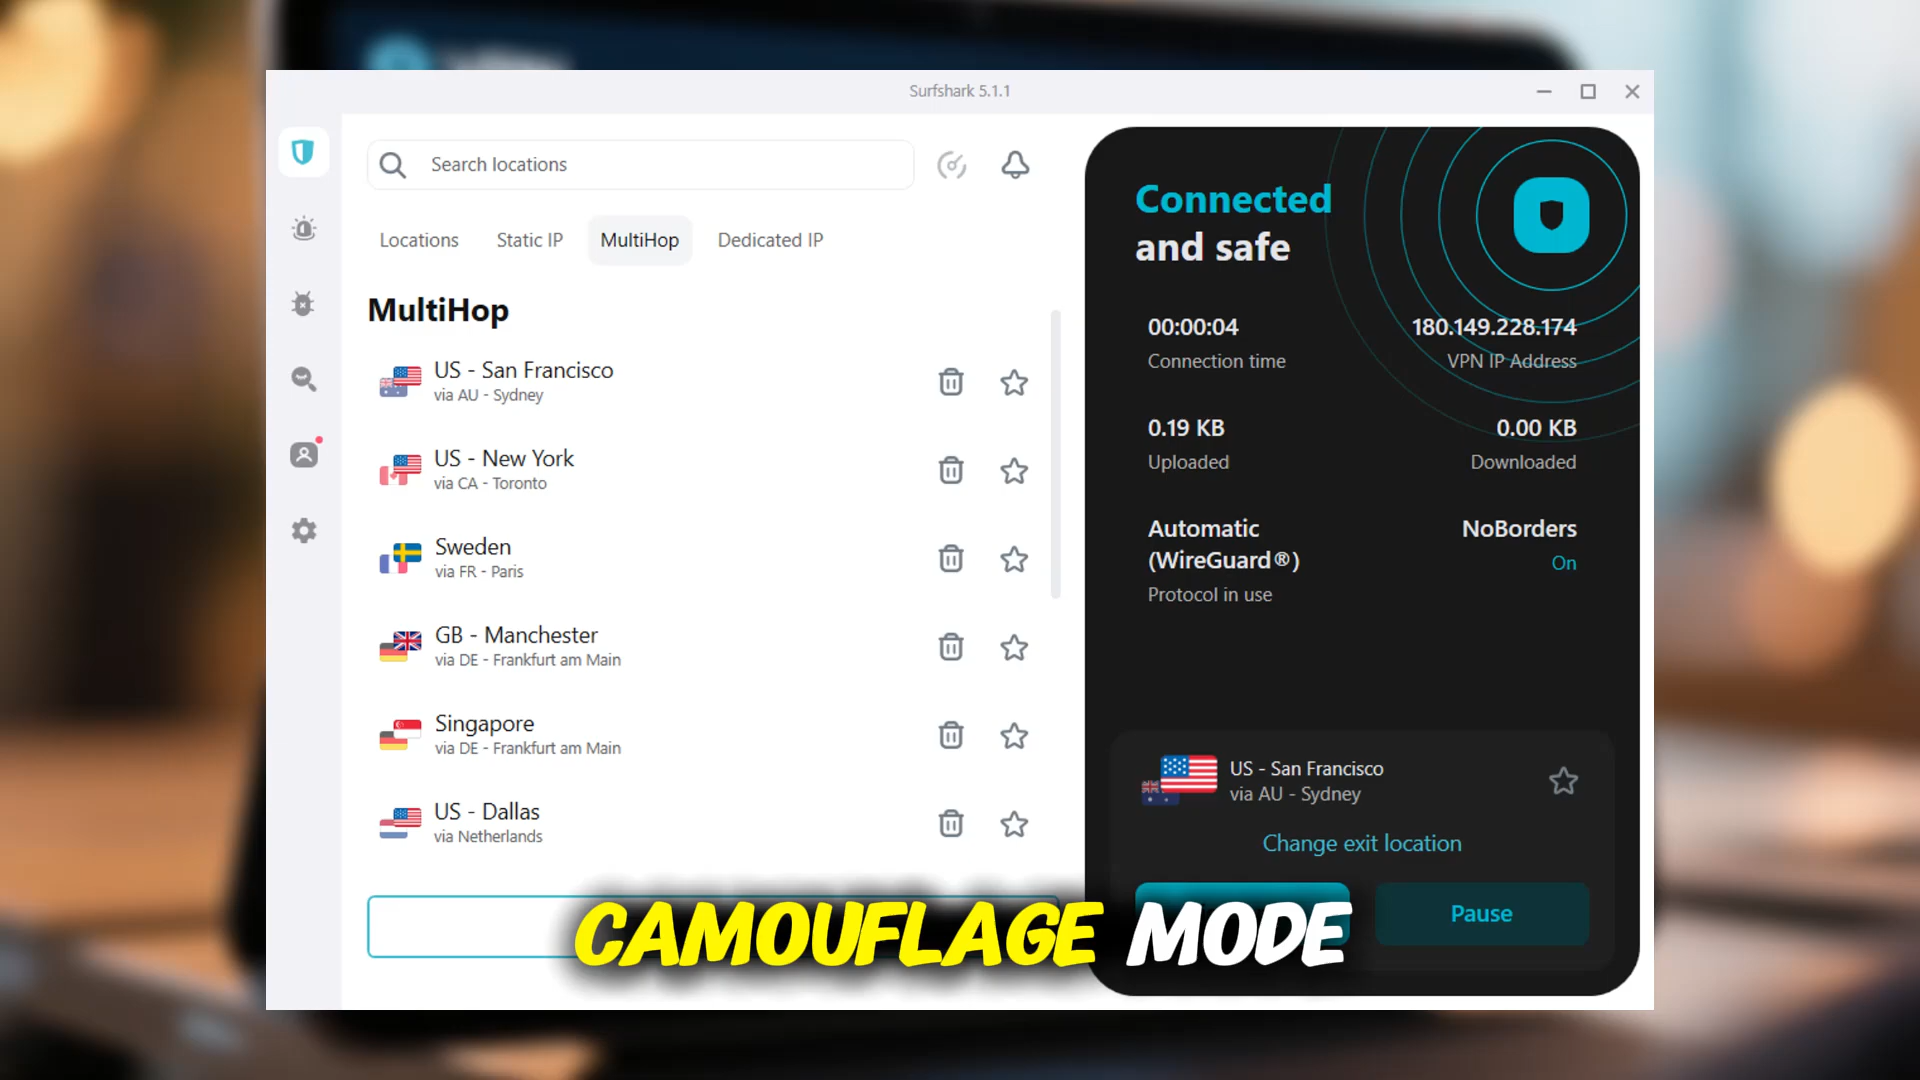 Surfshark 5.1.1
Search locations
Locations
Static IP
MultiHop
Dedicated IP
MultiHop
US - San Francisco
via AU - Sydney
US - New York
via CA - Toronto
Sweden
via FR - Paris
GB - Manchester
via DE - Frankfurt am Main
Singapore
via DE - Frankfurt am Main
US - Dallas
via Netherlands
Connected
and safe
00:00:04
Connection time
180.149.228.174
VPN IP Address
0.19 KB
Uploaded
0.00 KB
Downloaded
Automatic
(WireGuard®)
Protocol in use
NoBorders
On
US - San Francisco
via AU - Sydney
Change exit location
Pause
CAMOUFLAGE MODE